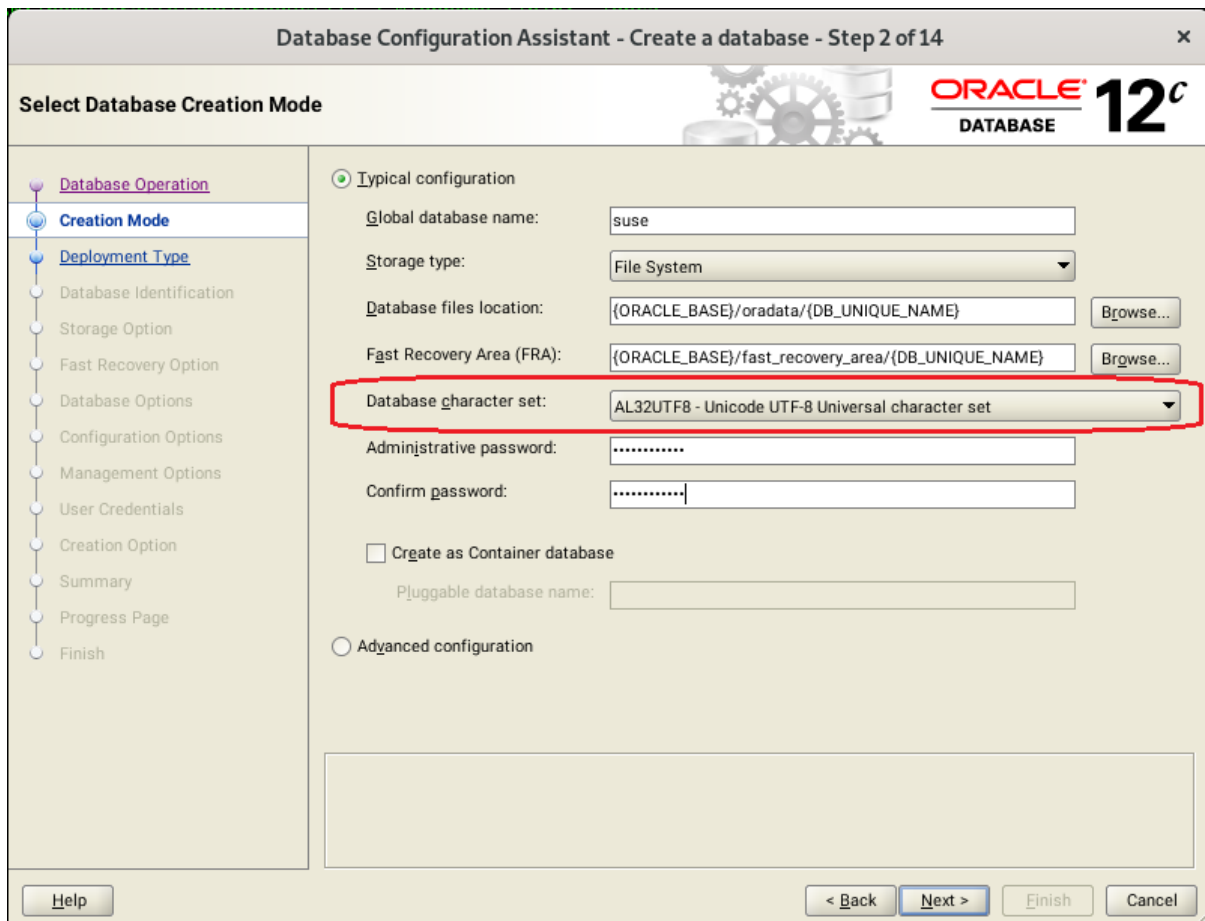 Database Configuration Assistant - Create a database - Step 2 of 14
×
Select Database Creation Mode
ORACLE
DATABASE
12c
Database Operation
Creation Mode
Deployment Type
Database Identification
Storage Option
Fast Recovery Option
Database Options
Configuration Options
Management Options
User Credentials
Creation Option
Summary
Progress Page
Finish
Typical configuration
Global database name: suse
Storage type: File System
Database files location: {ORACLE_BASE}/oradata/{DB_UNIQUE_NAME} Browse...
Fast Recovery Area (FRA): {ORACLE_BASE}/fast_recovery_area/{DB_UNIQUE_NAME} Browse...
Database character set: AL32UTF8 - Unicode UTF-8 Universal character set
Administrative password: ••••••••••••
Confirm password: ••••••••••••
Create as Container database
Pluggable database name:
Advanced configuration
Help < Back Next > Finish Cancel